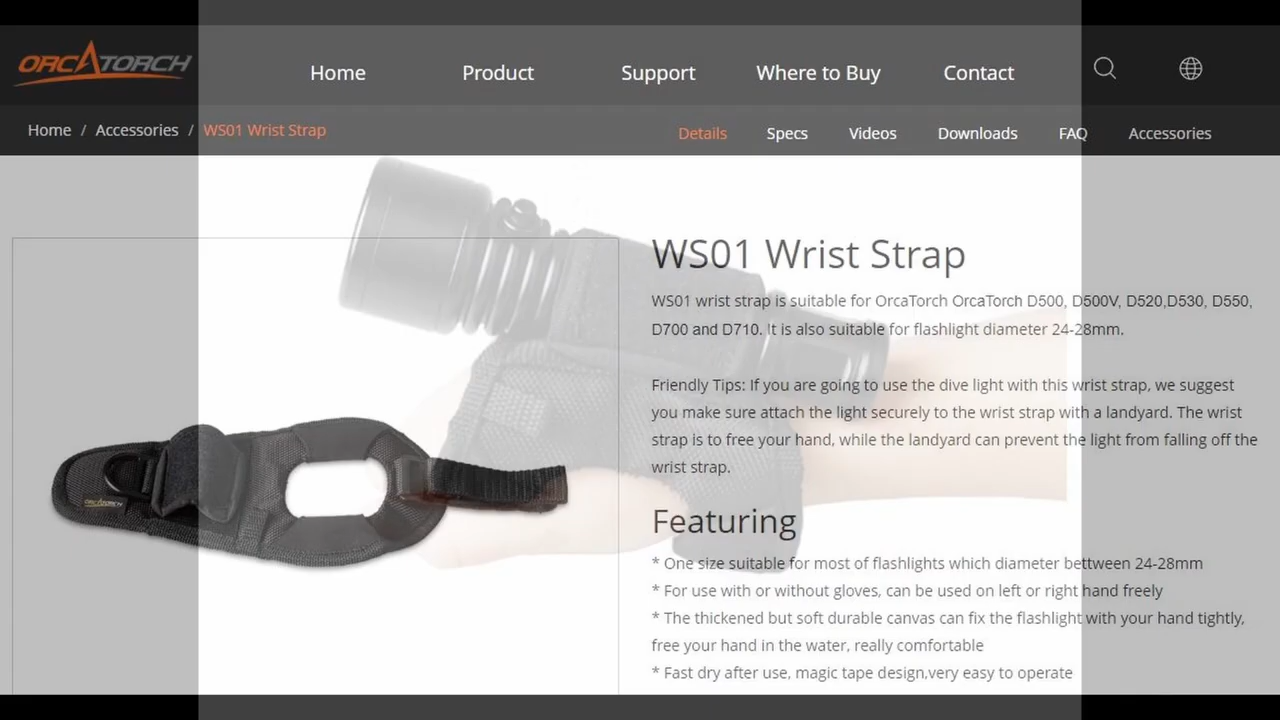 ORCATORCH
Home Product Support Where to Buy Contact
Home / Accessories / WS01 Wrist Strap
Details Specs Videos Downloads FAQ Accessories
WS01 Wrist Strap
WS01 wrist strap is suitable for OrcaTorch OrcaTorch D500, D500V, D520,D530, D550,
D700 and D710. It is also suitable for flashlight diameter 24-28mm.
Friendly Tips: If you are going to use the dive light with this wrist strap, we suggest
you make sure attach the light securely to the wrist strap with a landyard. The wrist
strap is to free your hand, while the landyard can prevent the light from falling off the
wrist strap.
ORCATORCH
Featuring
* One size suitable for most of flashlights which diameter bettween 24-28mm
* For use with or without gloves, can be used on left or right hand freely
* The thickened but soft durable canvas can fix the flashlight with your hand tightly,
free your hand in the water, really comfortable
* Fast dry after use, magic tape design,very easy to operate